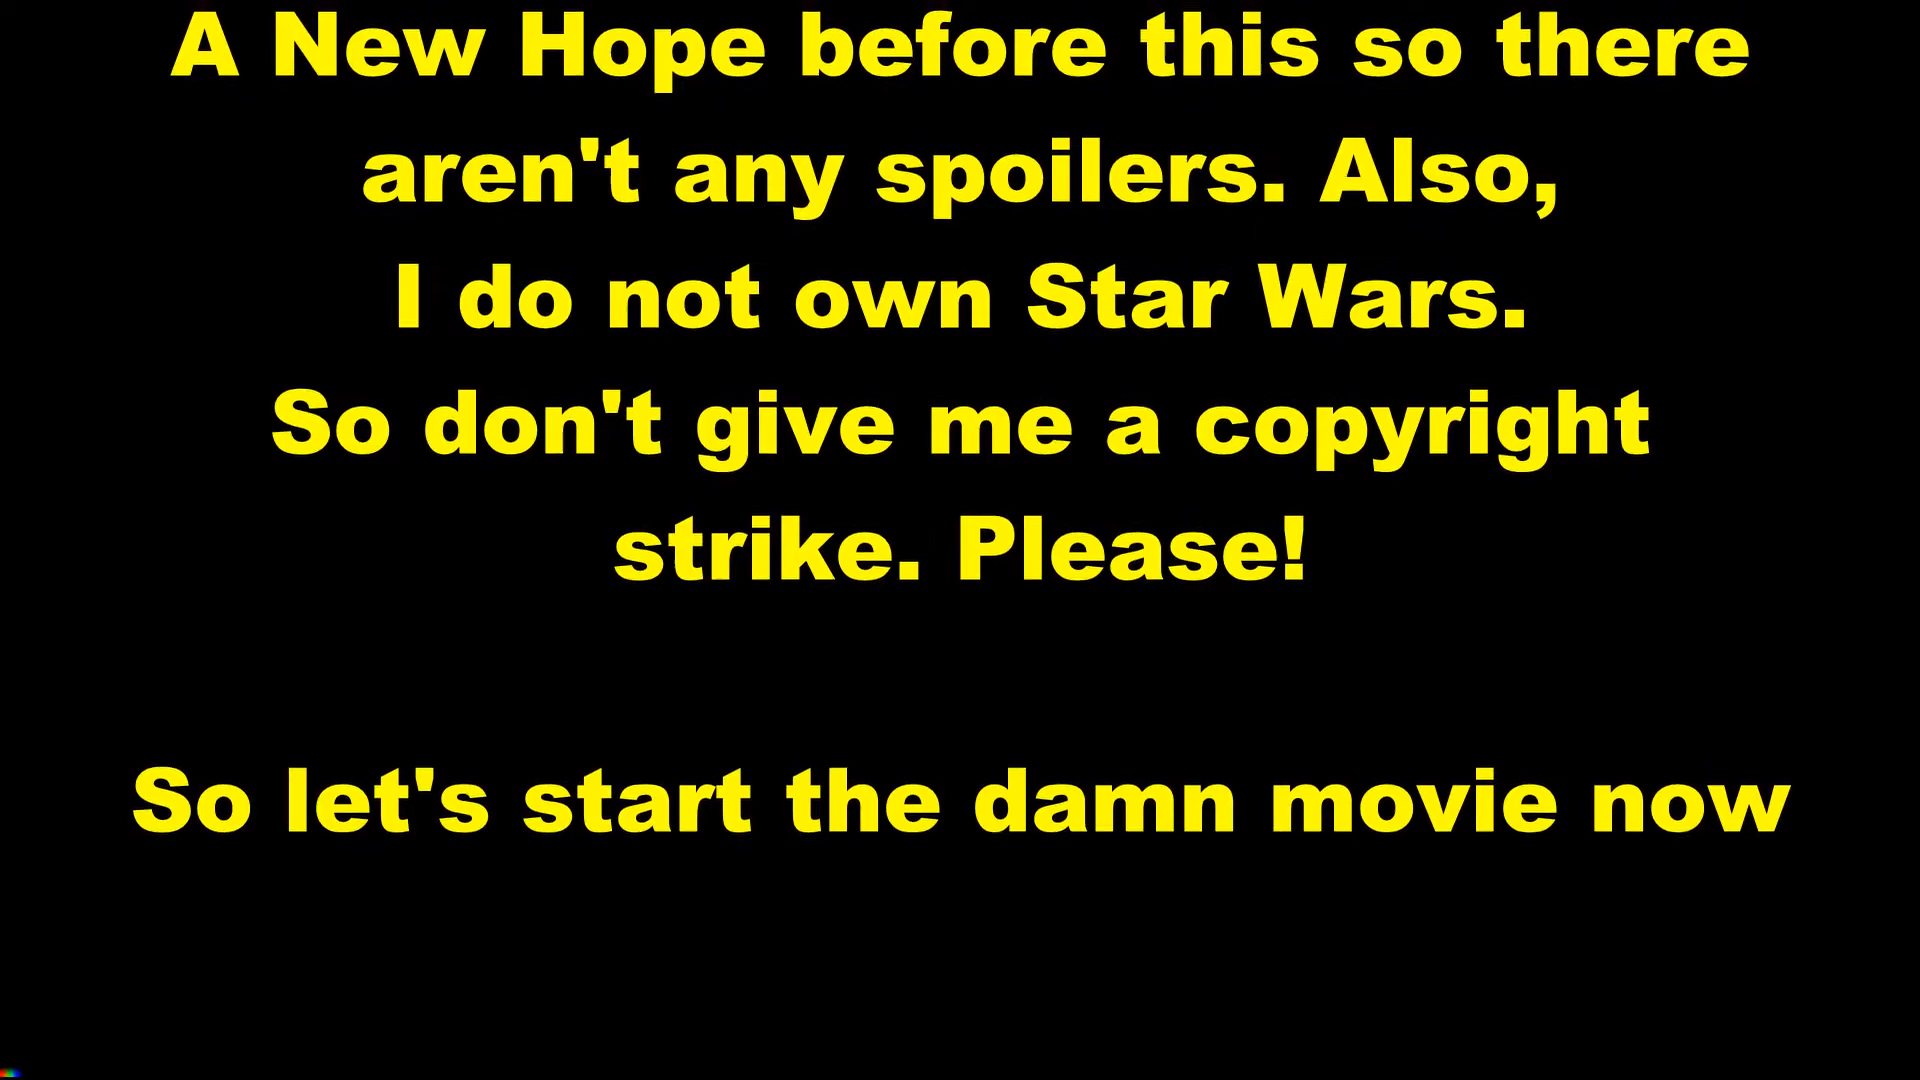 A New Hope before this so there
aren't any spoilers. Also,
I do not own Star Wars.
So don't give me a copyright
strike. Please!
So let's start the damn movie now